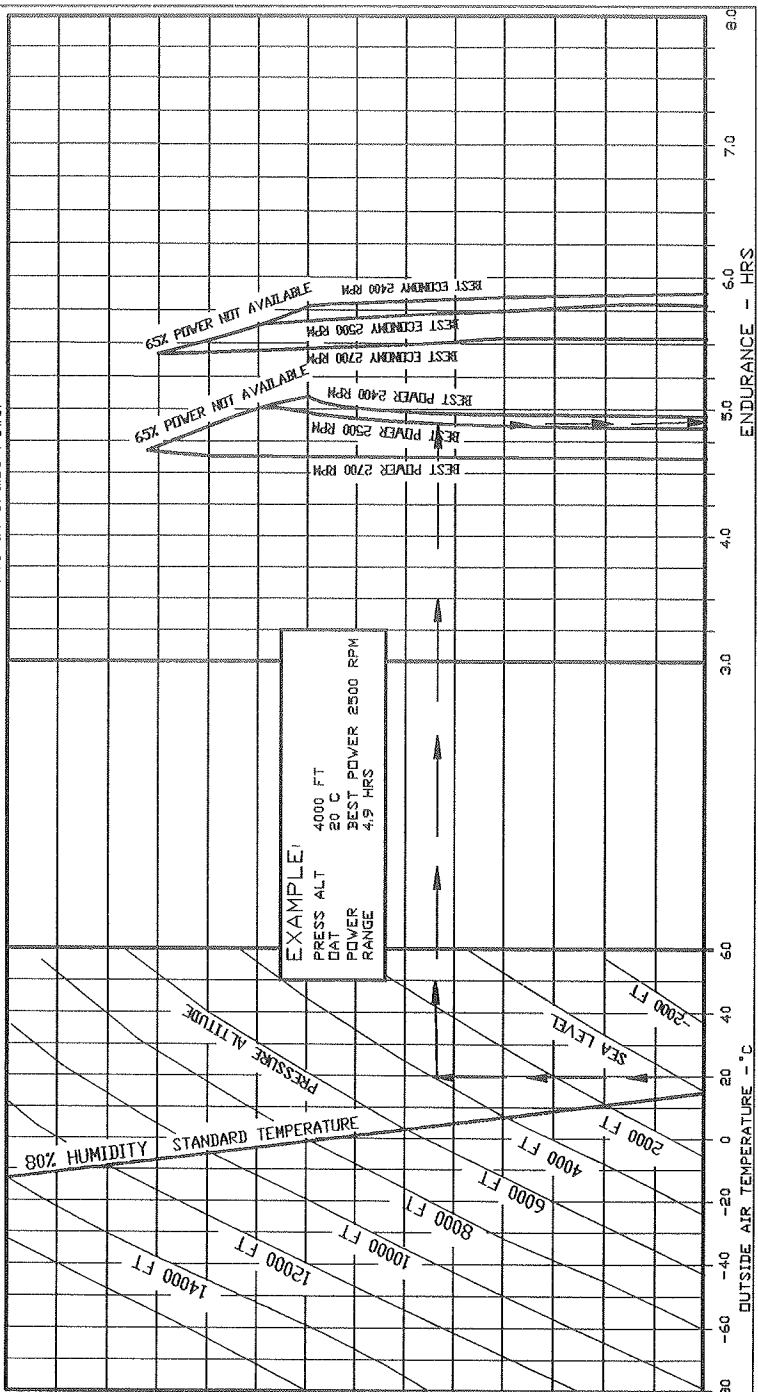 80% HUMIDITY STANDARD TEMPERATURE
PRESSURE ALTITUDE
14000 FT
12000 FT
10000 FT
8000 FT
6000 FT
4000 FT
2000 FT
SEA LEVEL
-2000 FT
-60
-40
-20
0
20
40
60
OUTSIDE AIR TEMPERATURE - °C
EXAMPLE:
PRESS ALT 4000 FT
OAT 20 C
POWER BEST POWER 2500 RPM
RANGE 4.9 HRS
65% POWER NOT AVAILABLE
BEST POWER 2700 RPM
BEST POWER 2500 RPM
BEST POWER 2400 RPM
65% POWER NOT AVAILABLE
BEST ECONOMY 2700 RPM
BEST ECONOMY 2500 RPM
BEST ECONOMY 2400 RPM
3.0
4.0
5.0
6.0
7.0
8.0
ENDURANCE - HRS